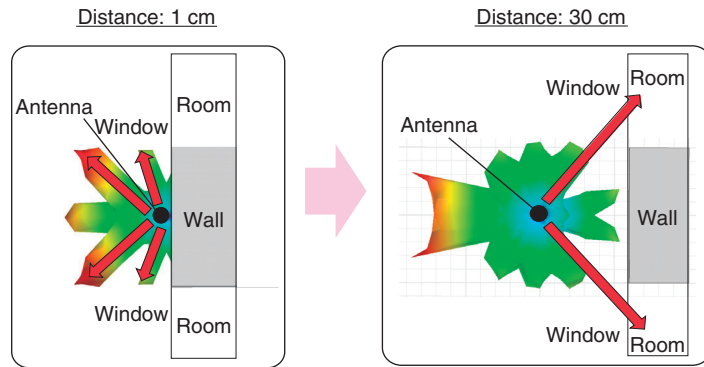 Distance: 1 cm
Distance: 30 cm
Antenna
Window
Room
Wall
Window
Room
Window
Room
Antenna
Wall
Window
Room